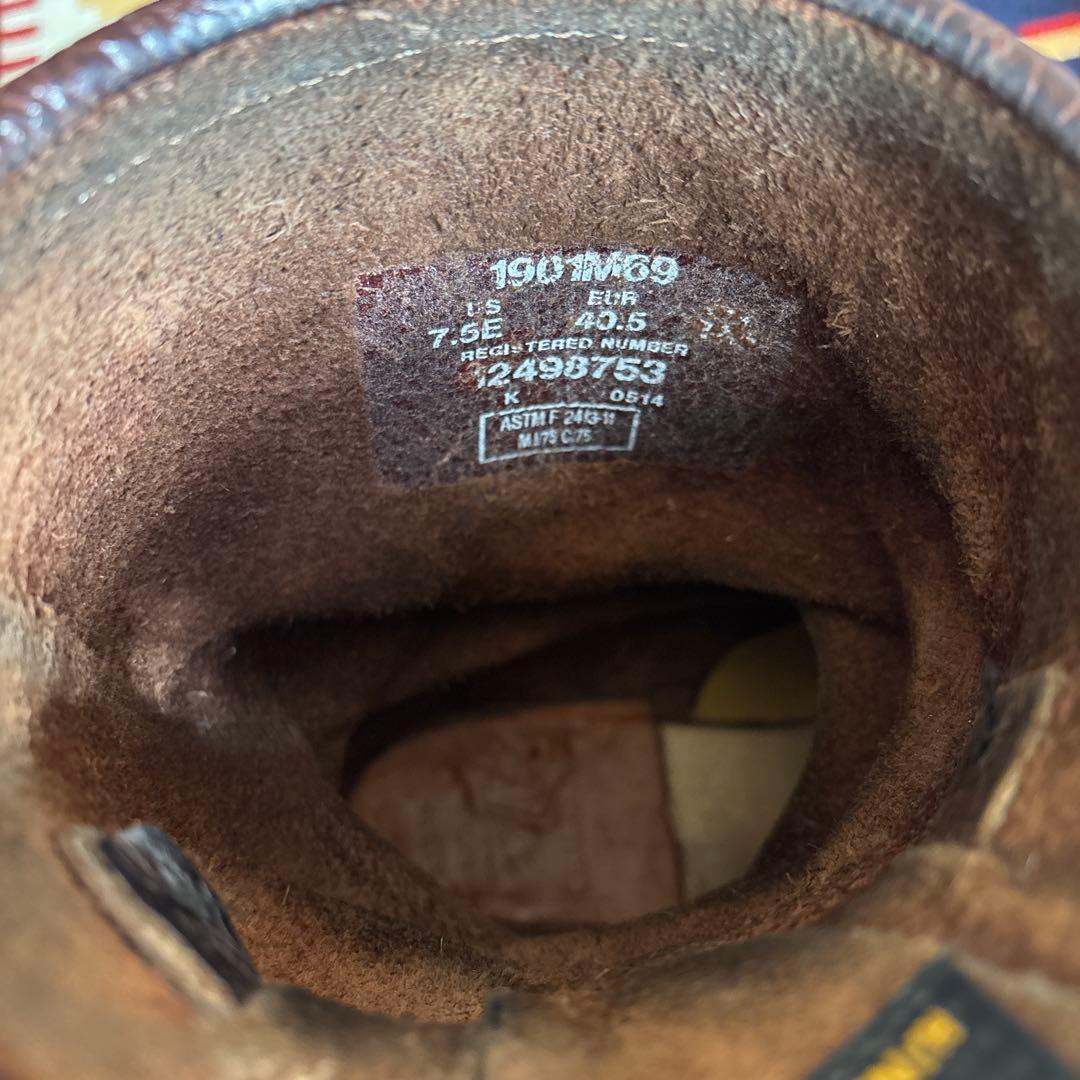 1901M69
US EUR
7.5E 40.5
REGISTERED NUMBER
12498753
K 0514
ASTM F 2413-11
M I/75 C/75